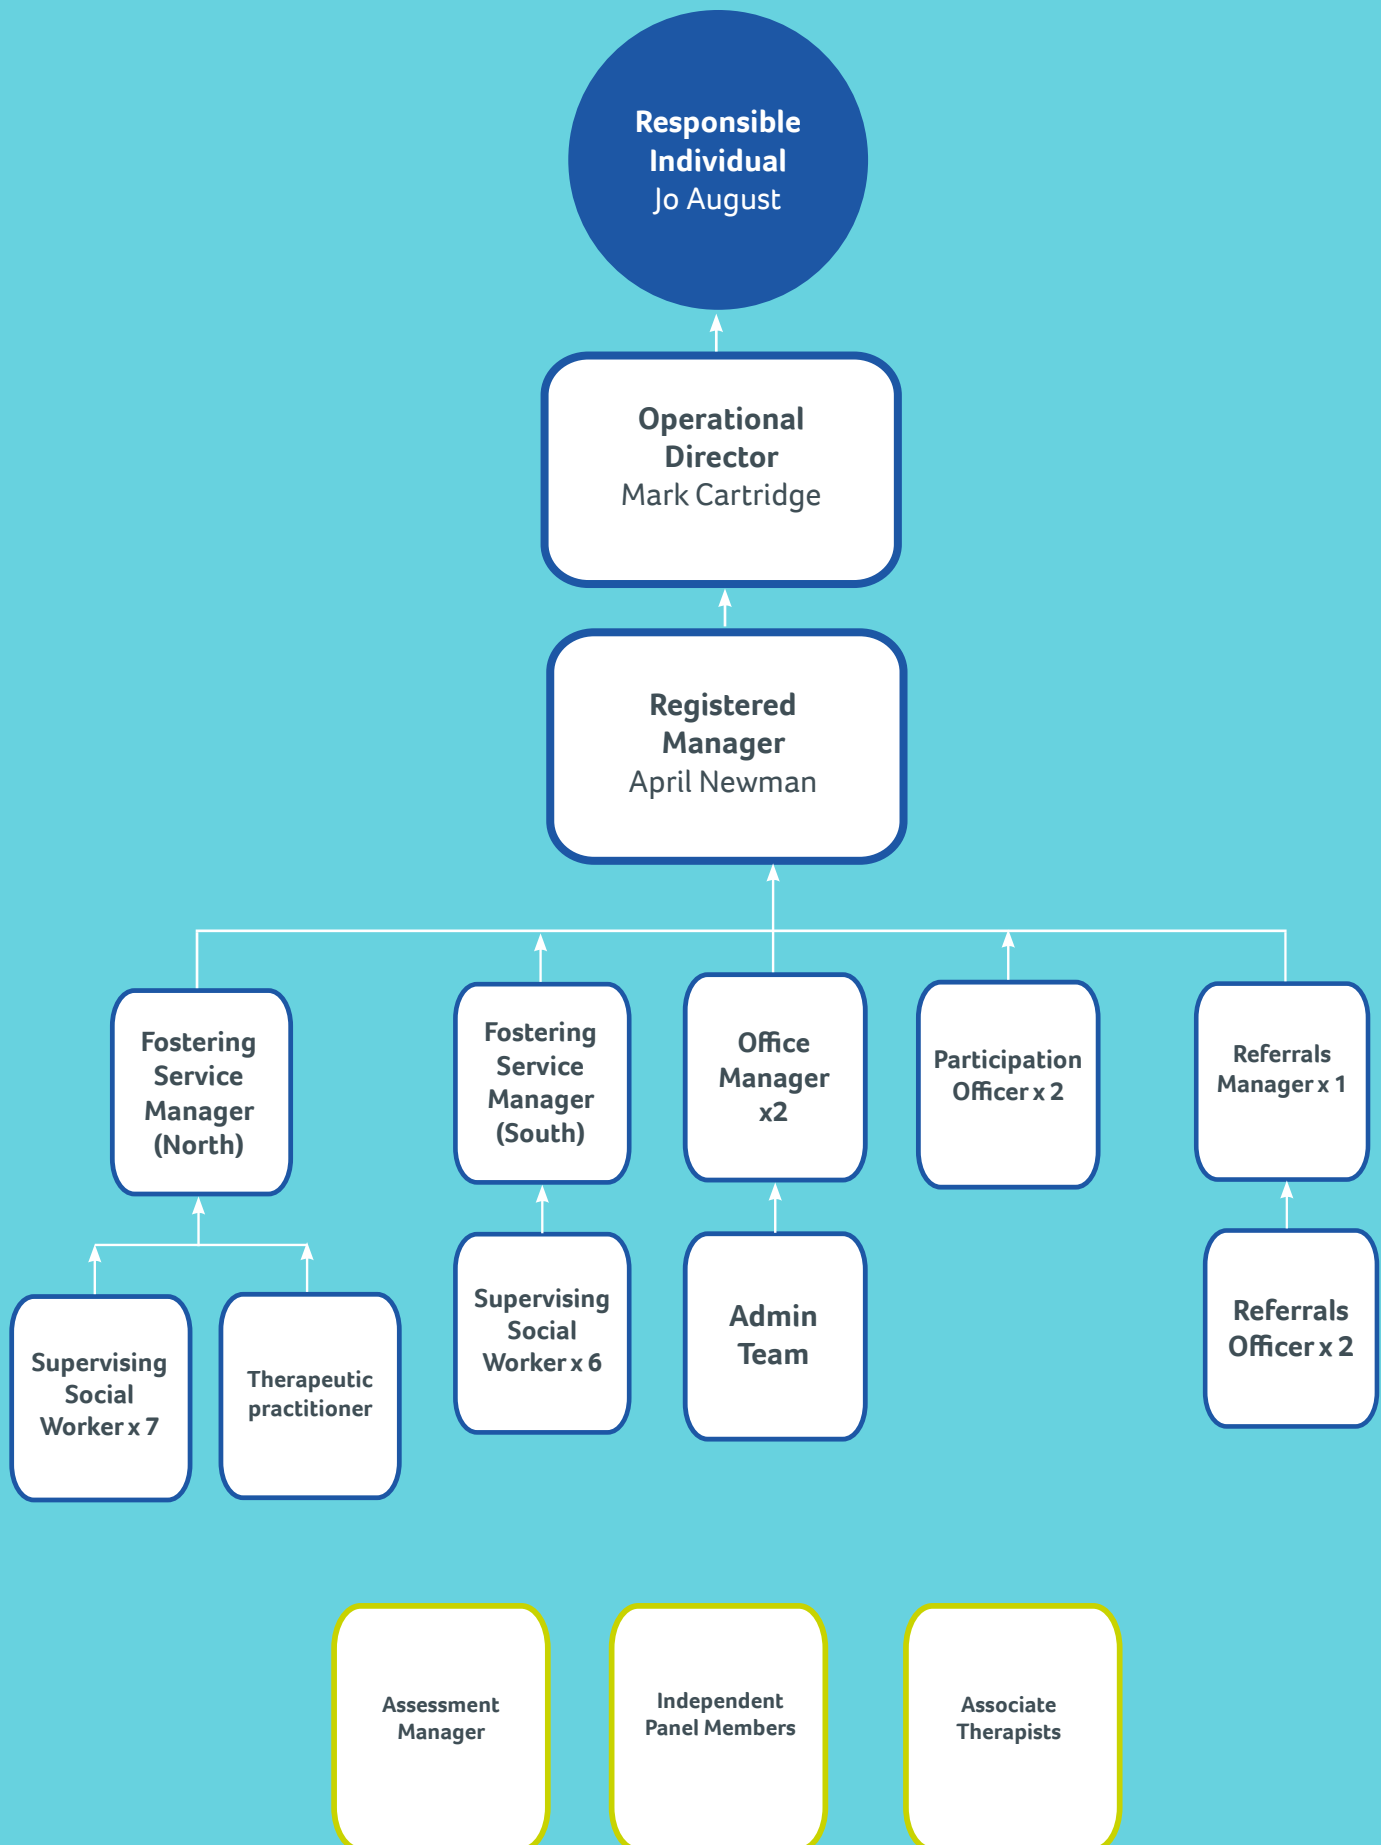 Responsible
Individual
Jo August
Operational
Director
Mark Cartridge
Registered
Manager
April Newman
Fostering
Service
Manager
(North)
Fostering
Service
Manager
(South)
Office
Manager
x2
Participation
Officer x 2
Referrals
Manager x 1
Supervising
Social
Worker x 7
Therapeutic
practitioner
Supervising
Social
Worker x 6
Admin
Team
Referrals
Officer x 2
Assessment
Manager
Independent
Panel Members
Associate
Therapists